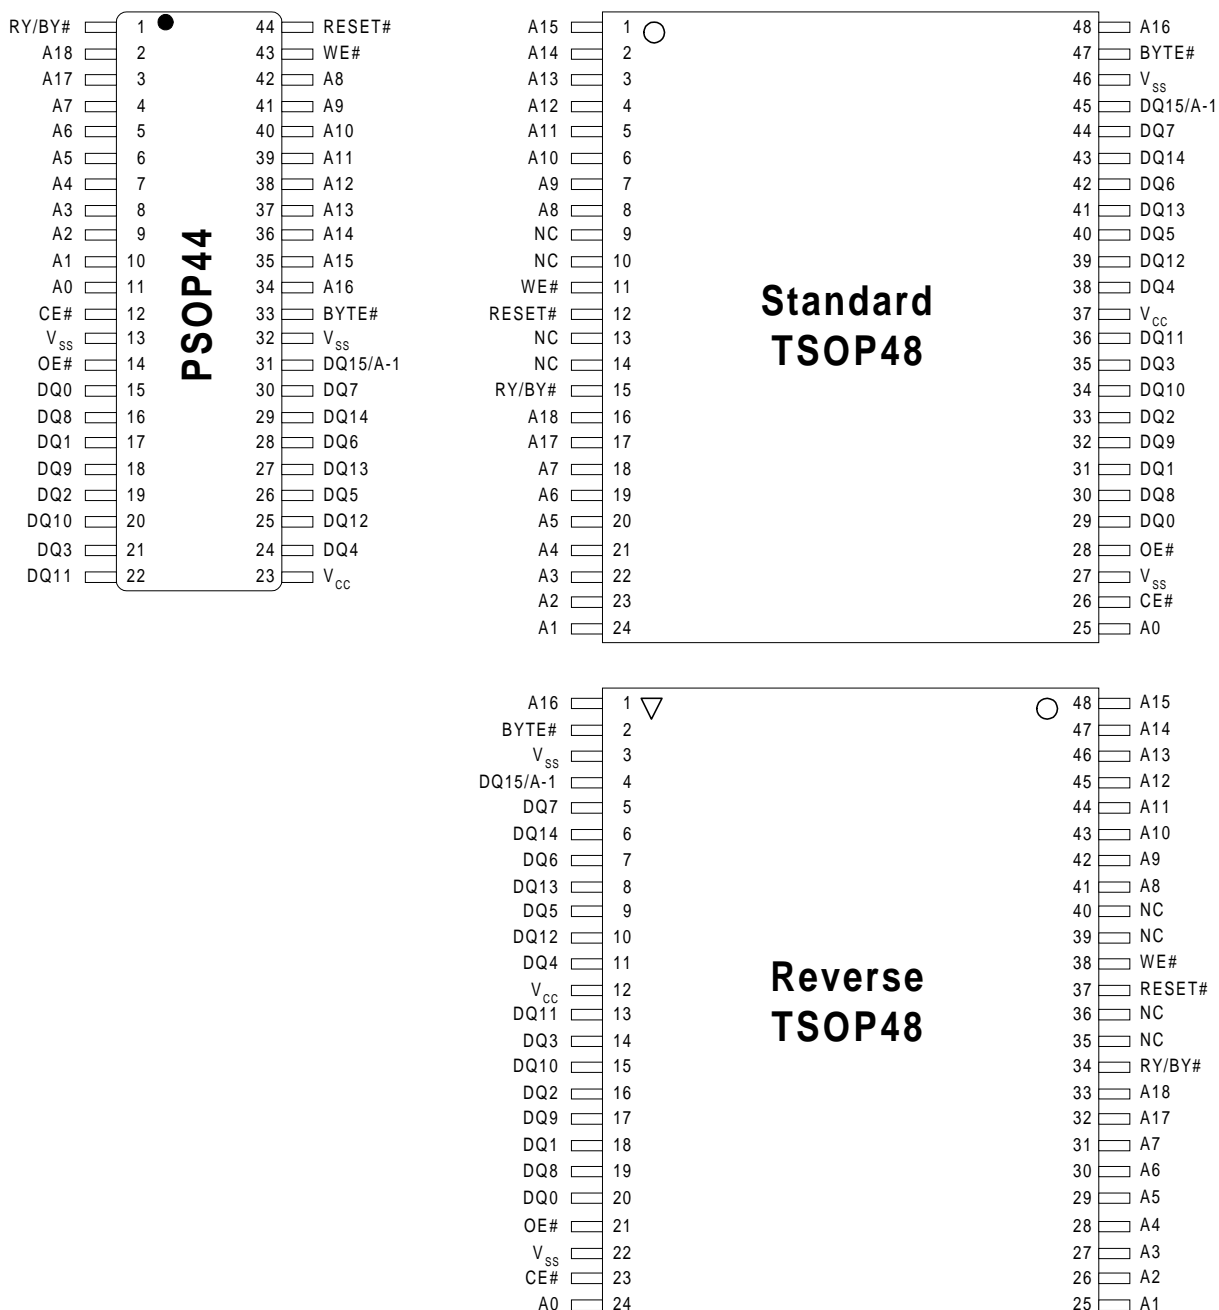 RY/BY# 1 44 RESET#
A18 2 43 WE#
A17 3 42 A8
A7 4 41 A9
A6 5 40 A10
A5 6 39 A11
A4 7 38 A12
A3 8 37 A13
A2 9 36 A14
A1 10 35 A15
A0 11 34 A16
CE# 12 33 BYTE#
VSS 13 32 VSS
OE# 14 31 DQ15/A-1
DQ0 15 30 DQ7
DQ8 16 29 DQ14
DQ1 17 28 DQ6
DQ9 18 27 DQ13
DQ2 19 26 DQ5
DQ10 20 25 DQ12
DQ3 21 24 DQ4
DQ11 22 23 VCC
PSOP44
A15 1 48 A16
A14 2 47 BYTE#
A13 3 46 VSS
A12 4 45 DQ15/A-1
A11 5 44 DQ7
A10 6 43 DQ14
A9 7 42 DQ6
A8 8 41 DQ13
NC 9 40 DQ5
NC 10 39 DQ12
WE# 11 38 DQ4
RESET# 12 37 VCC
NC 13 36 DQ11
NC 14 35 DQ3
RY/BY# 15 34 DQ10
A18 16 33 DQ2
A17 17 32 DQ9
A7 18 31 DQ1
A6 19 30 DQ8
A5 20 29 DQ0
A4 21 28 OE#
A3 22 27 VSS
A2 23 26 CE#
A1 24 25 A0
Standard
TSOP48
A16 1 48 A15
BYTE# 2 47 A14
VSS 3 46 A13
DQ15/A-1 4 45 A12
DQ7 5 44 A11
DQ14 6 43 A10
DQ6 7 42 A9
DQ13 8 41 A8
DQ5 9 40 NC
DQ12 10 39 NC
DQ4 11 38 WE#
VCC 12 37 RESET#
DQ11 13 36 NC
DQ3 14 35 NC
DQ10 15 34 RY/BY#
DQ2 16 33 A18
DQ9 17 32 A17
DQ1 18 31 A7
DQ8 19 30 A6
DQ0 20 29 A5
OE# 21 28 A4
VSS 22 27 A3
CE# 23 26 A2
A0 24 25 A1
Reverse
TSOP48